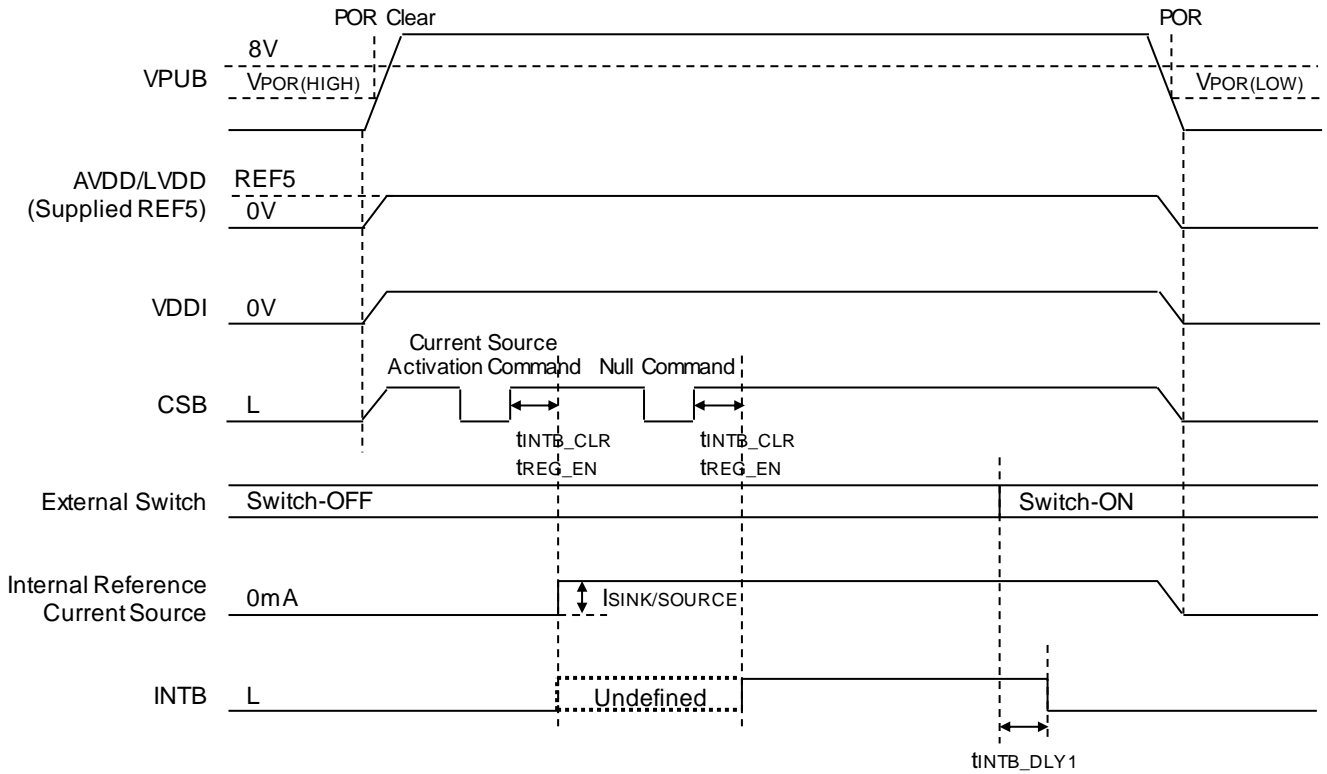 POR Clear
POR
8V
VPUB
VPOR(HIGH)
VPOR(LOW)
AVDD/LVDD
(Supplied REF5)
REF5
0V
VDDI
0V
Current Source
Activation Command
Null Command
CSB
L
tINTB_CLR
tREG_EN
tINTB_CLR
tREG_EN
External Switch
Switch-OFF
Switch-ON
Internal Reference
Current Source
0mA
ISINK/SOURCE
INTB
L
Undefined
tINTB_DLY1